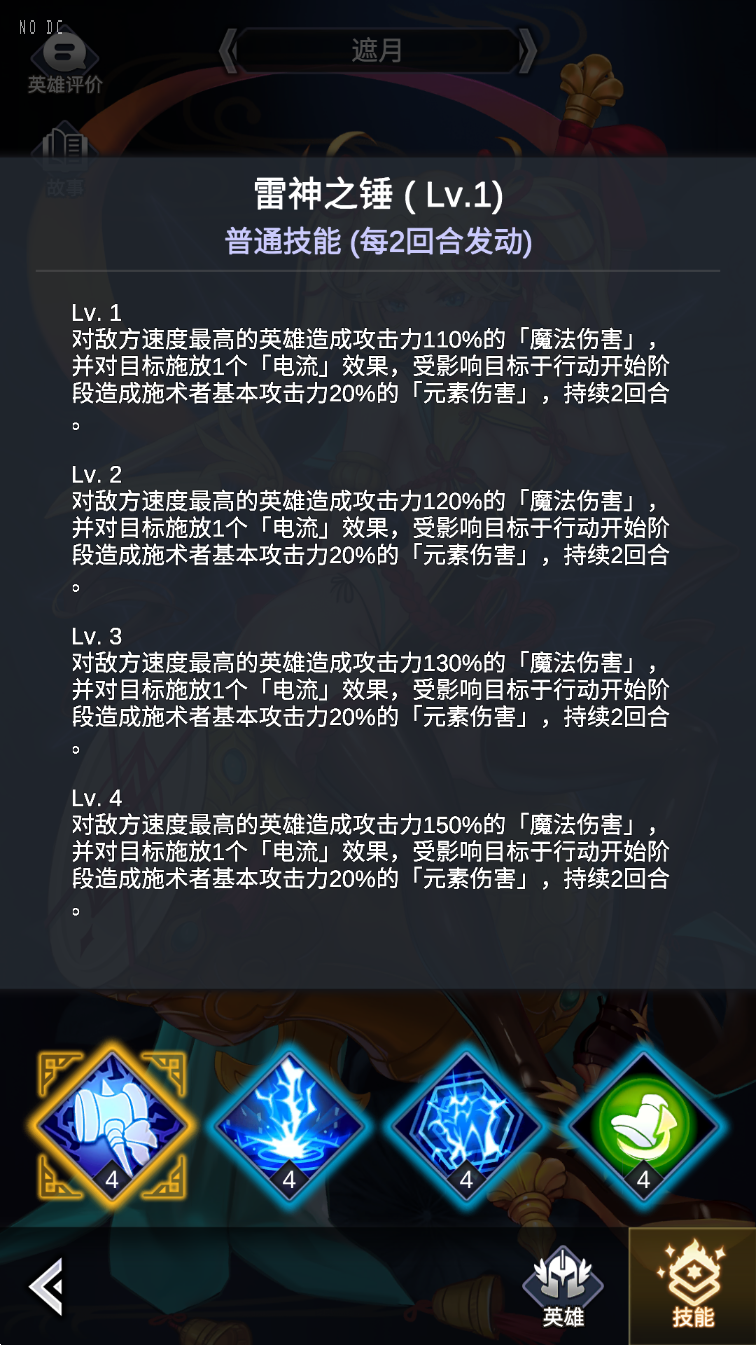 NO DC
遮月
英雄评价
故事
雷神之锤 ( Lv.1)
普通技能 (每2回合发动)
Lv. 1
对敌方速度最高的英雄造成攻击力110%的「魔法伤害」，
并对目标施放1个「电流」效果，受影响目标于行动开始阶
段造成施术者基本攻击力20%的「元素伤害」，持续2回合
。
Lv. 2
对敌方速度最高的英雄造成攻击力120%的「魔法伤害」，
并对目标施放1个「电流」效果，受影响目标于行动开始阶
段造成施术者基本攻击力20%的「元素伤害」，持续2回合
。
Lv. 3
对敌方速度最高的英雄造成攻击力130%的「魔法伤害」，
并对目标施放1个「电流」效果，受影响目标于行动开始阶
段造成施术者基本攻击力20%的「元素伤害」，持续2回合
。
Lv. 4
对敌方速度最高的英雄造成攻击力150%的「魔法伤害」，
并对目标施放1个「电流」效果，受影响目标于行动开始阶
段造成施术者基本攻击力20%的「元素伤害」，持续2回合
。
4 4 4 4
英雄 技能